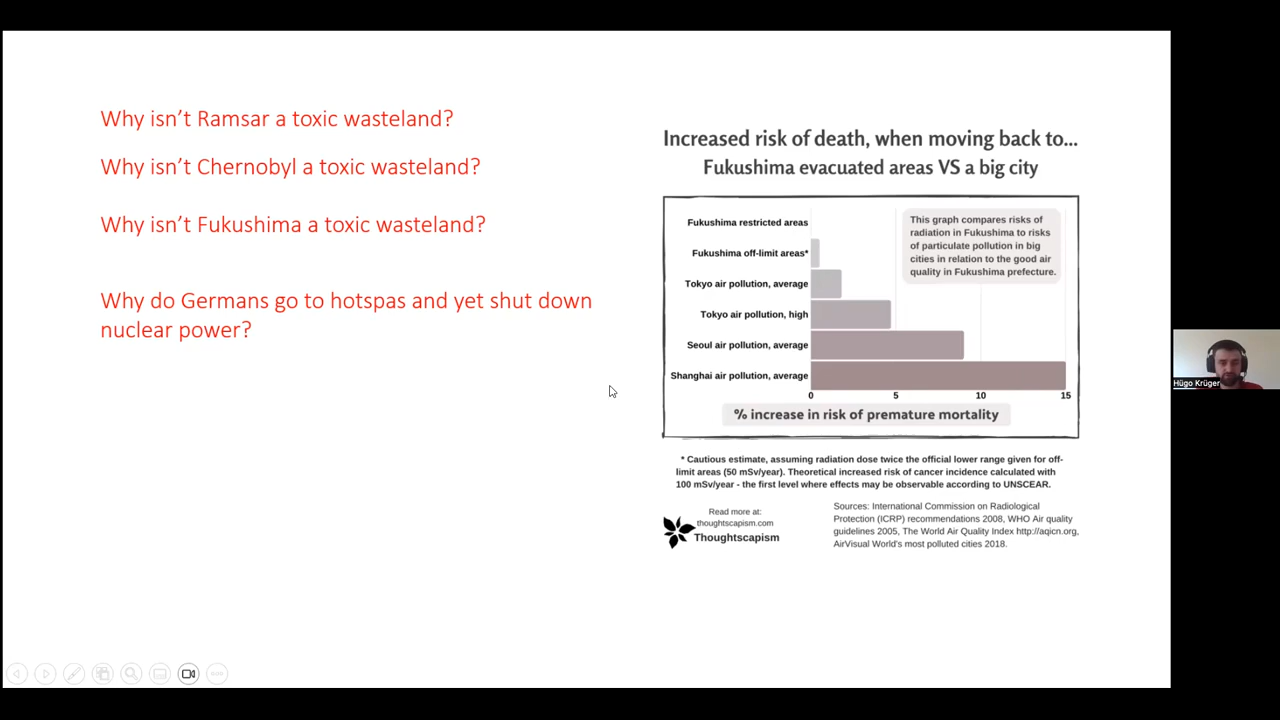 Why isn't Ramsar a toxic wasteland?
Why isn't Chernobyl a toxic wasteland?
Why isn't Fukushima a toxic wasteland?
Why do Germans go to hotspas and yet shut down
nuclear power?
Increased risk of death, when moving back to...
Fukushima evacuated areas VS a big city
Fukushima restricted areas
Fukushima off-limit areas*
Tokyo air pollution, average
Tokyo air pollution, high
Seoul air pollution, average
Shanghai air pollution, average
This graph compares risks of
radiation in Fukushima to risks
of particulate pollution in big
cities in relation to the good air
quality in Fukushima prefecture.
0 5 10 15
% increase in risk of premature mortality
* Cautious estimate, assuming radiation dose twice the official lower range given for off-
limit areas (50 mSv/year). Theoretical increased risk of cancer incidence calculated with
100 mSv/year - the first level where effects may be observable according to UNSCEAR.
Read more at:
thoughtscapism.com
Thoughtscapism
Sources: International Commission on Radiological
Protection (ICRP) recommendations 2008, WHO Air quality
guidelines 2005, The World Air Quality Index http://aqicn.org,
AirVisual World's most polluted cities 2018.
Hügo Krüger